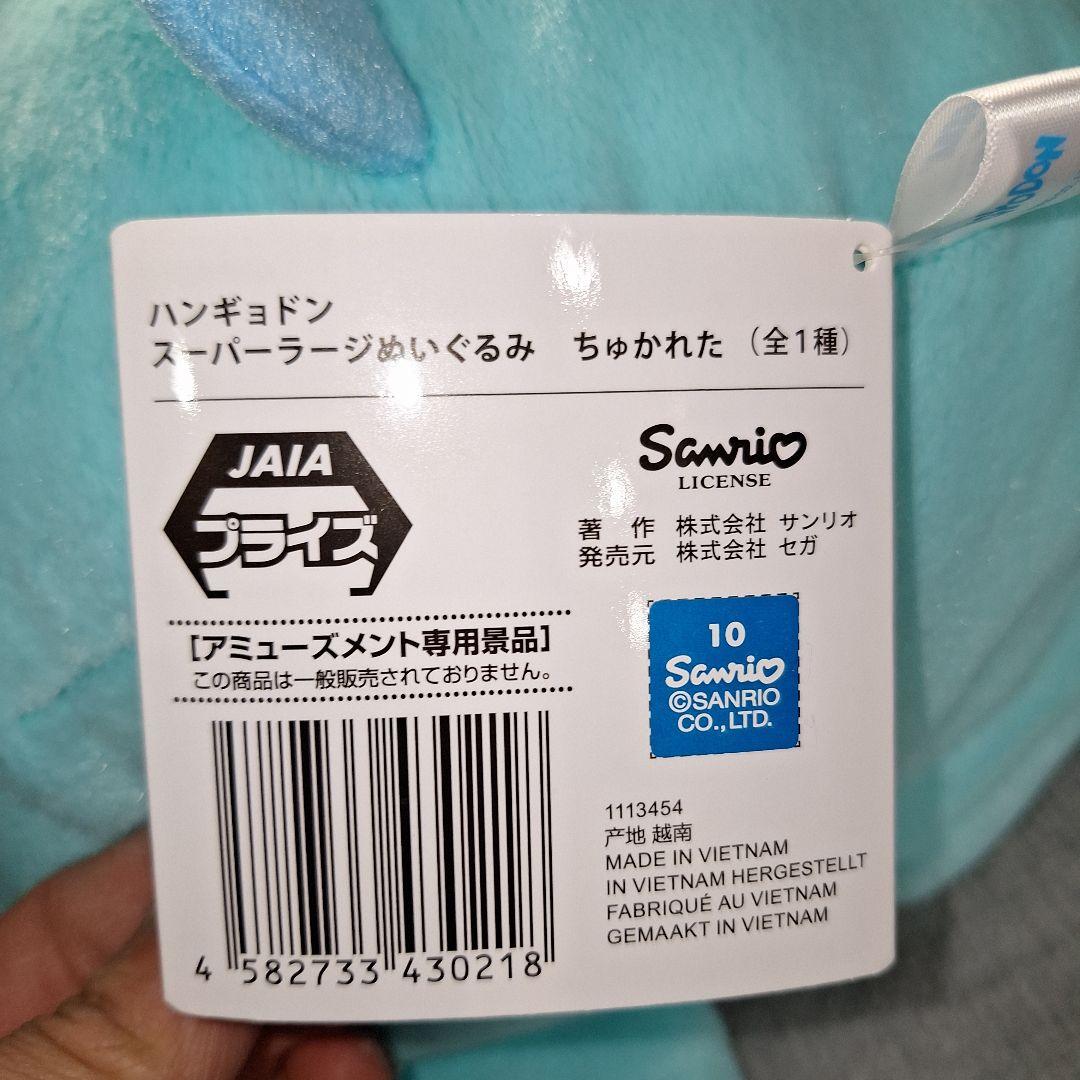 ハンギョドン
スーパーラージめいぐるみ　ちゅかれた（全1種）
JAIA
プライズ
[アミューズメント専用景品]
この商品は一般販売されておりません。
4 582733 430218
Sanrio
LICENSE
著　作　株式会社 サンリオ
発売元　株式会社 セガ
10
Sanrio
©SANRIO
CO.,LTD.
1113454
产地 越南
MADE IN VIETNAM
IN VIETNAM HERGESTELLT
FABRIQUÉ AU VIETNAM
GEMAAKT IN VIETNAM